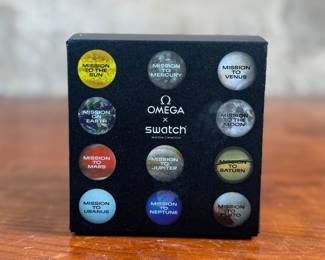 MISSION
TO THE
SUN
MISSION
TO
MERCURY
MISSION
TO
VENUS
MISSION
ON
EARTH
Ω
OMEGA
×
swatch
MISSION
TO THE
MOON
MISSION
TO
MARS
MISSION
TO
JUPITER
MISSION
TO
SATURN
MISSION
TO
URANUS
MISSION
TO
NEPTUNE
MISSION
TO